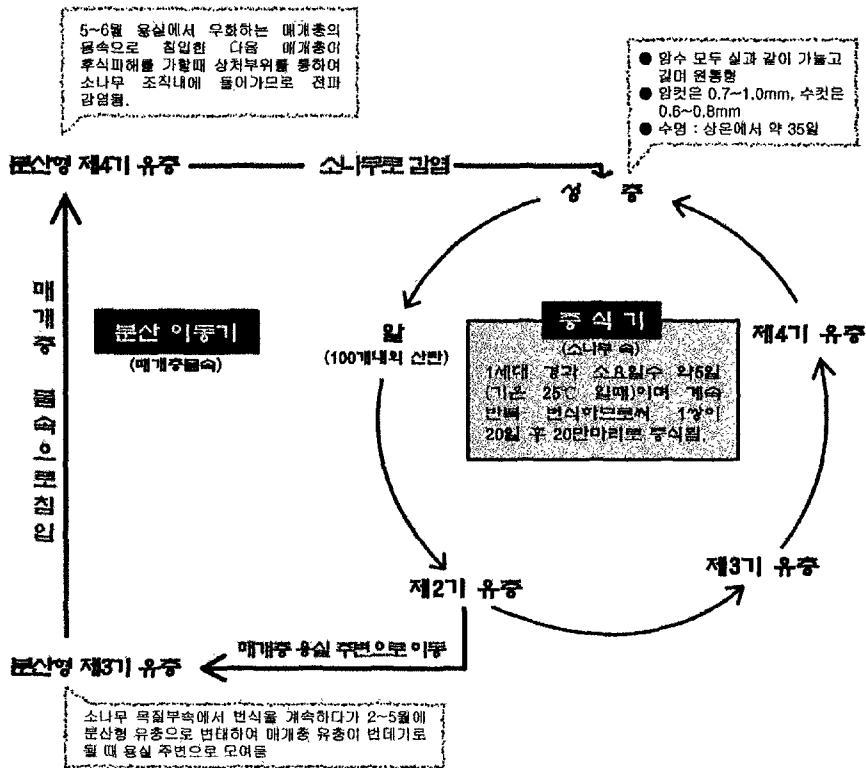 5~6월 용실에서 우화하는 매개충의
몸속으로 침입한 다음 매개충이
후식피해를 가할때 상처부위를 통하여
소나무 조직내에 들어가므로 전파
감염됨.
● 암수 모두 실과 같이 가늘고
길며 원통형
● 암컷은 0.7~1.0mm, 수컷은
0.6~0.8mm
● 수명 : 상온에서 약 35일
분산형 제4기 유충
소나무로 감염
성 충
매개충 몸속으로침입
분산 이동기
(매개충몸속)
알
(100개내외 산란)
증 식 기
(소나무 속)
1세대 경과 소요일수 약5일
(기온 25℃ 일때)이며 계속
반복 번식하므로써 1쌍이
20일 후 20만마리로 증식됨.
제4기 유충
제3기 유충
제2기 유충
매개충 용실 주변으로 이동
분산형 제3기 유충
소나무 목질부속에서 번식을 계속하다가 2~5월에
분산형 유충으로 변태하여 매개충 유충이 번데기로
될 때 용실 주변으로 모여듬